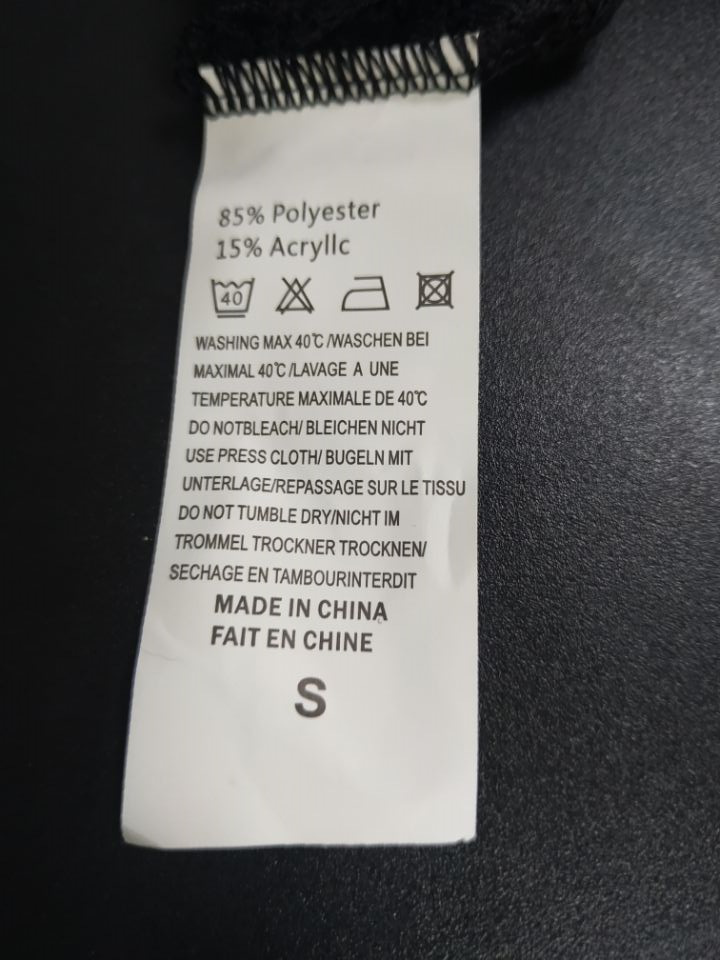 85% Polyester
15% Acryllc
40
WASHING MAX 40℃ /WASCHEN BEI
MAXIMAL 40℃ /LAVAGE A UNE
TEMPERATURE MAXIMALE DE 40℃
DO NOTBLEACH/ BLEICHEN NICHT
USE PRESS CLOTH/ BUGELN MIT
UNTERLAGE/REPASSAGE SUR LE TISSU
DO NOT TUMBLE DRY/NICHT IM
TROMMEL TROCKNER TROCKNEN/
SECHAGE EN TAMBOURINTERDIT
MADE IN CHINA
FAIT EN CHINE
S